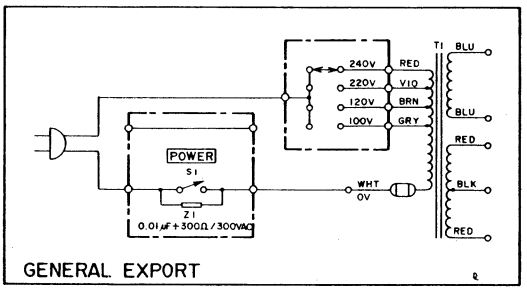 T1 BLU
240V RED
220V VIO
120V BRN
BLU
100V GRY
RED
POWER
S1
WHT
BLK
0V
Z1
0.01µF+300Ω/300VAC
RED
GENERAL EXPORT